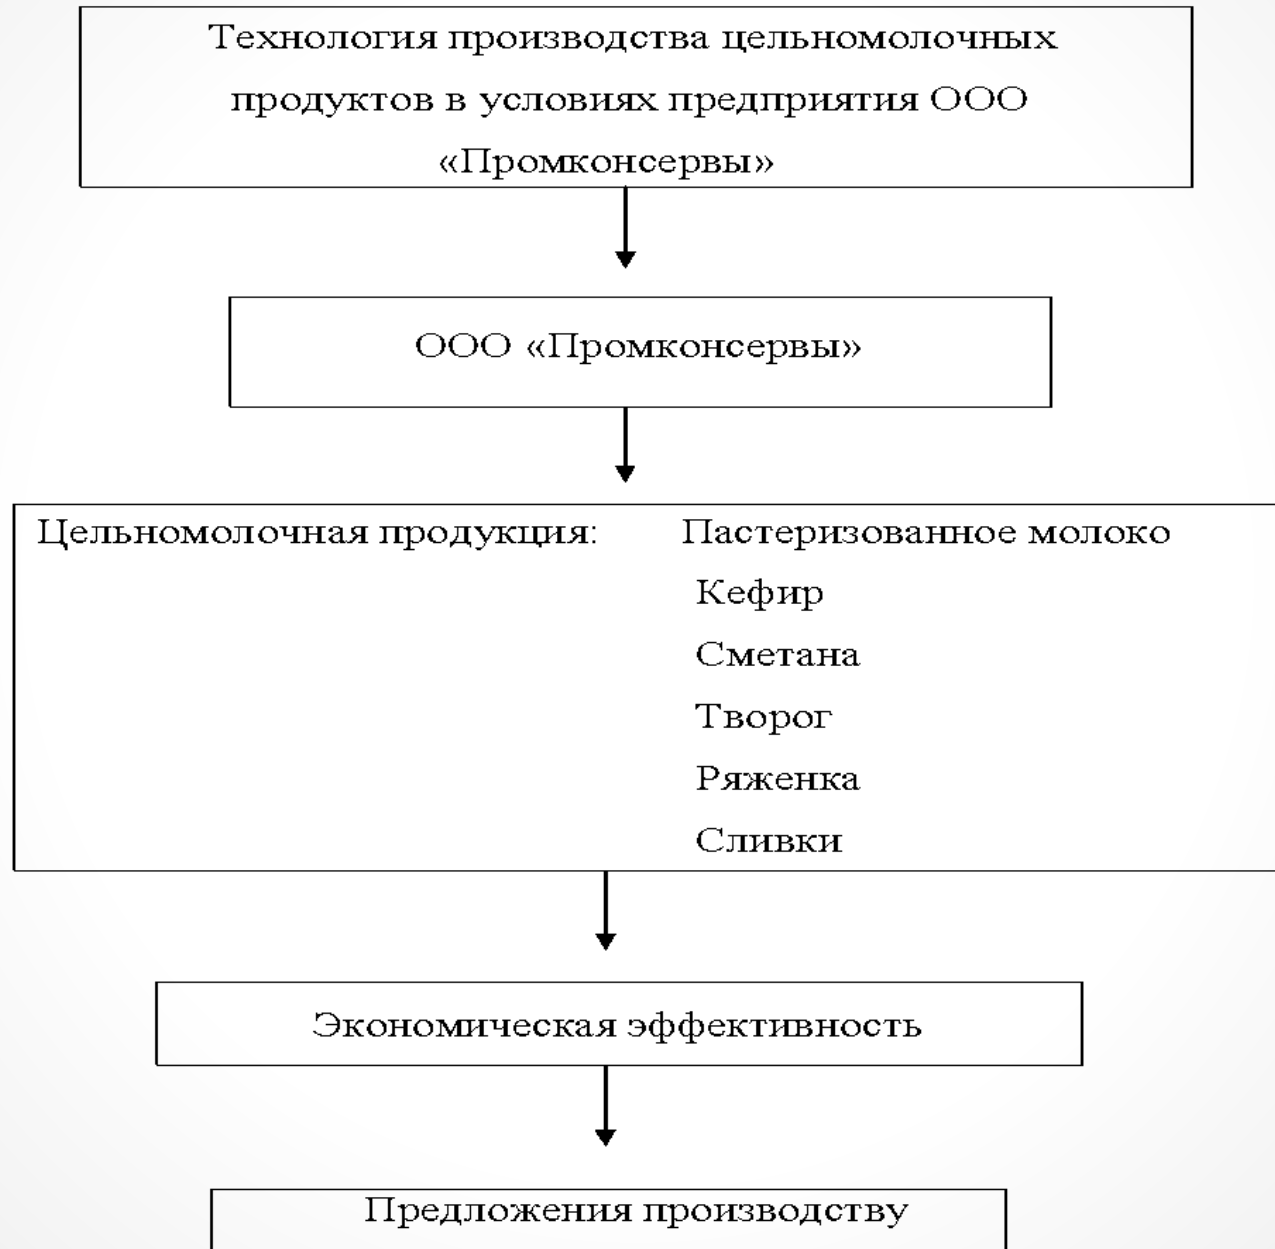 Технология производства цельномолочных
продуктов в условиях предприятия ООО
«Промконсервы»
ООО «Промконсервы»
Цельномолочная продукция: Пастеризованное молоко
Кефир
Сметана
Творог
Ряженка
Сливки
Экономическая эффективность
Предложения производству